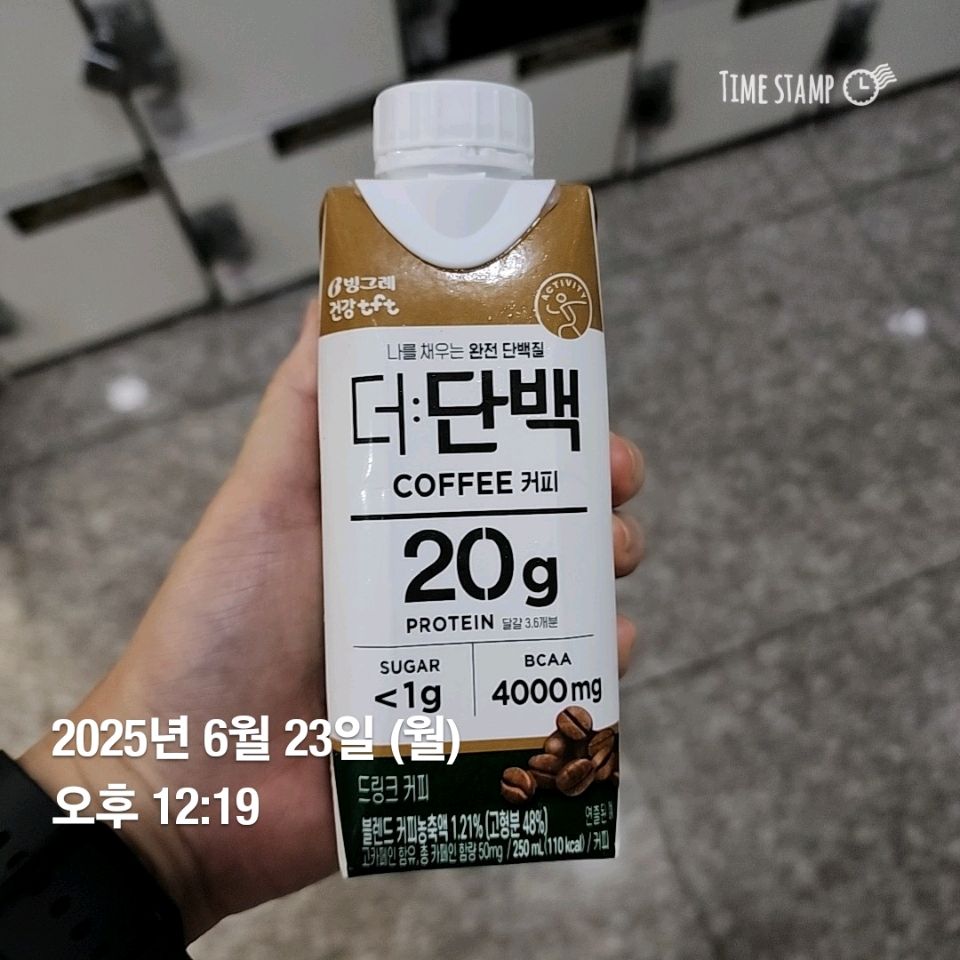 TIME STAMP
빙그레
건강 tft
ACTIVITY
나를 채우는 완전 단백질
더:단백
COFFEE 커피
20g
PROTEIN 달걀 3.6개분
SUGAR
<1g
BCAA
4000mg
2025년 6월 23일 (월)
오후 12:19
드링크 커피
블렌드 커피농축액 1.21% (고형분 48%)
고카페인 함유, 총 카페인 함량 50mg / 250 mL (110 kcal) / 커피